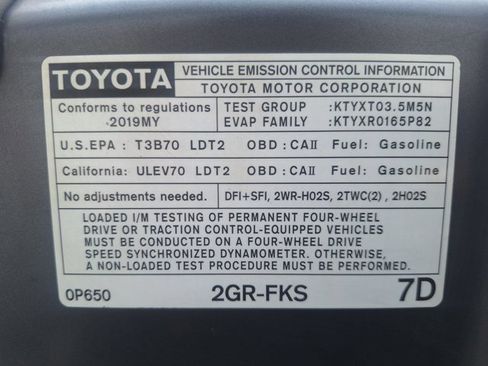 TOYOTA
VEHICLE EMISSION CONTROL INFORMATION
TOYOTA MOTOR CORPORATION
Conforms to regulations
:2019MY
TEST GROUP :KTYXT03.5M5N
EVAP FAMILY :KTYXR0165P82
U.S.EPA : T3B70 LDT2 OBD : CAII Fuel: Gasoline
California: ULEV70 LDT2 OBD : CAII Fuel: Gasoline
No adjustments needed. DFI+SFI, 2WR-HO2S, 2TWC(2) , 2HO2S
LOADED I/M TESTING OF PERMANENT FOUR-WHEEL
DRIVE OR TRACTION CONTROL-EQUIPPED VEHICLES
MUST BE CONDUCTED ON A FOUR-WHEEL DRIVE
SPEED SYNCHRONIZED DYNAMOMETER. OTHERWISE,
A NON-LOADED TEST PROCEDURE MUST BE PERFORMED.
0P650 2GR-FKS 7D